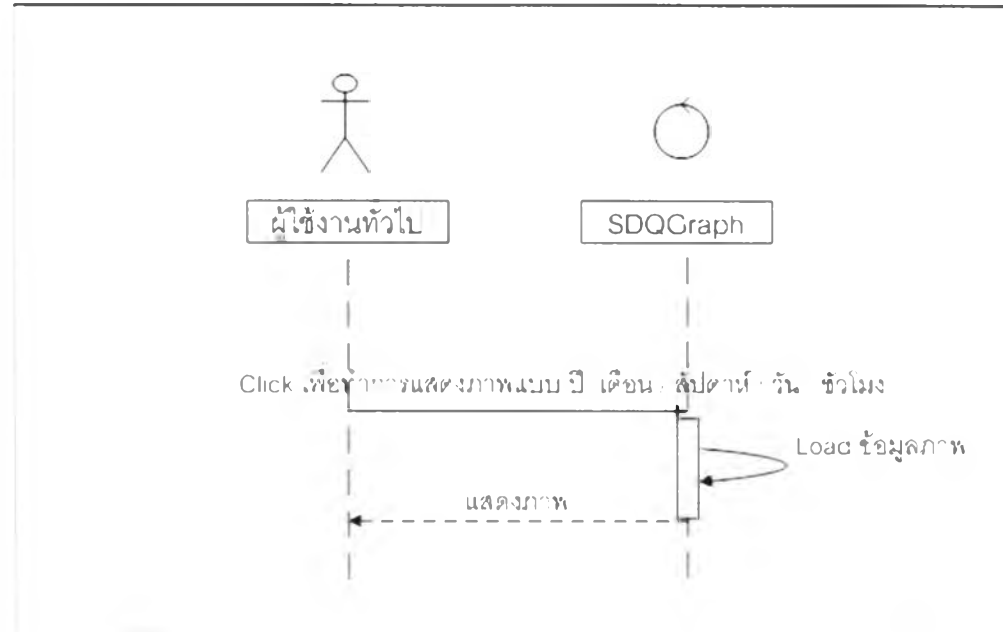 ผู้ใช้งานทั่วไป
SDQGraph
Click เพื่อทำการแสดงภาพแบบ ปี เดือน สัปดาห์ วัน ชั่วโมง
Load ข้อมูลภาพ
แสดงภาพ